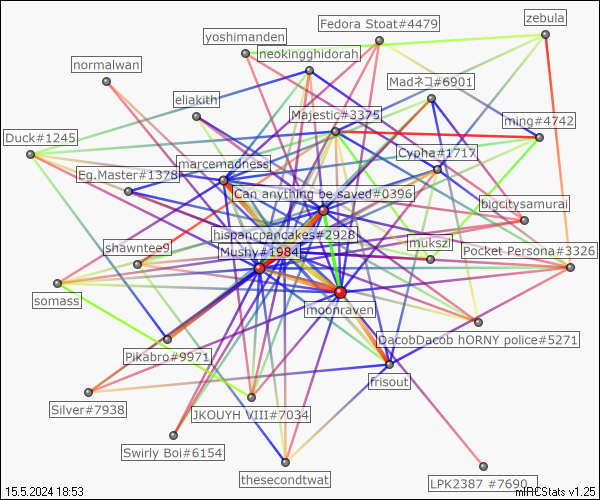 Fedora Stoat#4479
zebula
yoshimanden
neokingghidorah
normalwan
Madネコ#6901
eliakith
Majestic#3375
ming#4742
Duck#1245
marcemadness
Cypha#1717
Eg.Master#1378
Can anything be saved#0396
bigcitysamurai
hispancpancakes#2928
shawntee9
Mushy#1984
mukszi
Pocket Persona#3326
somass
moonraven
DacobDacob hORNY police#5271
Pikabro#9971
frisout
Silver#7938
JKOUYH VIII#7034
Swirly Boi#6154
thesecondtwat
LPK2387 #7690
15.5.2024 18:53
mIRCStats v1.25